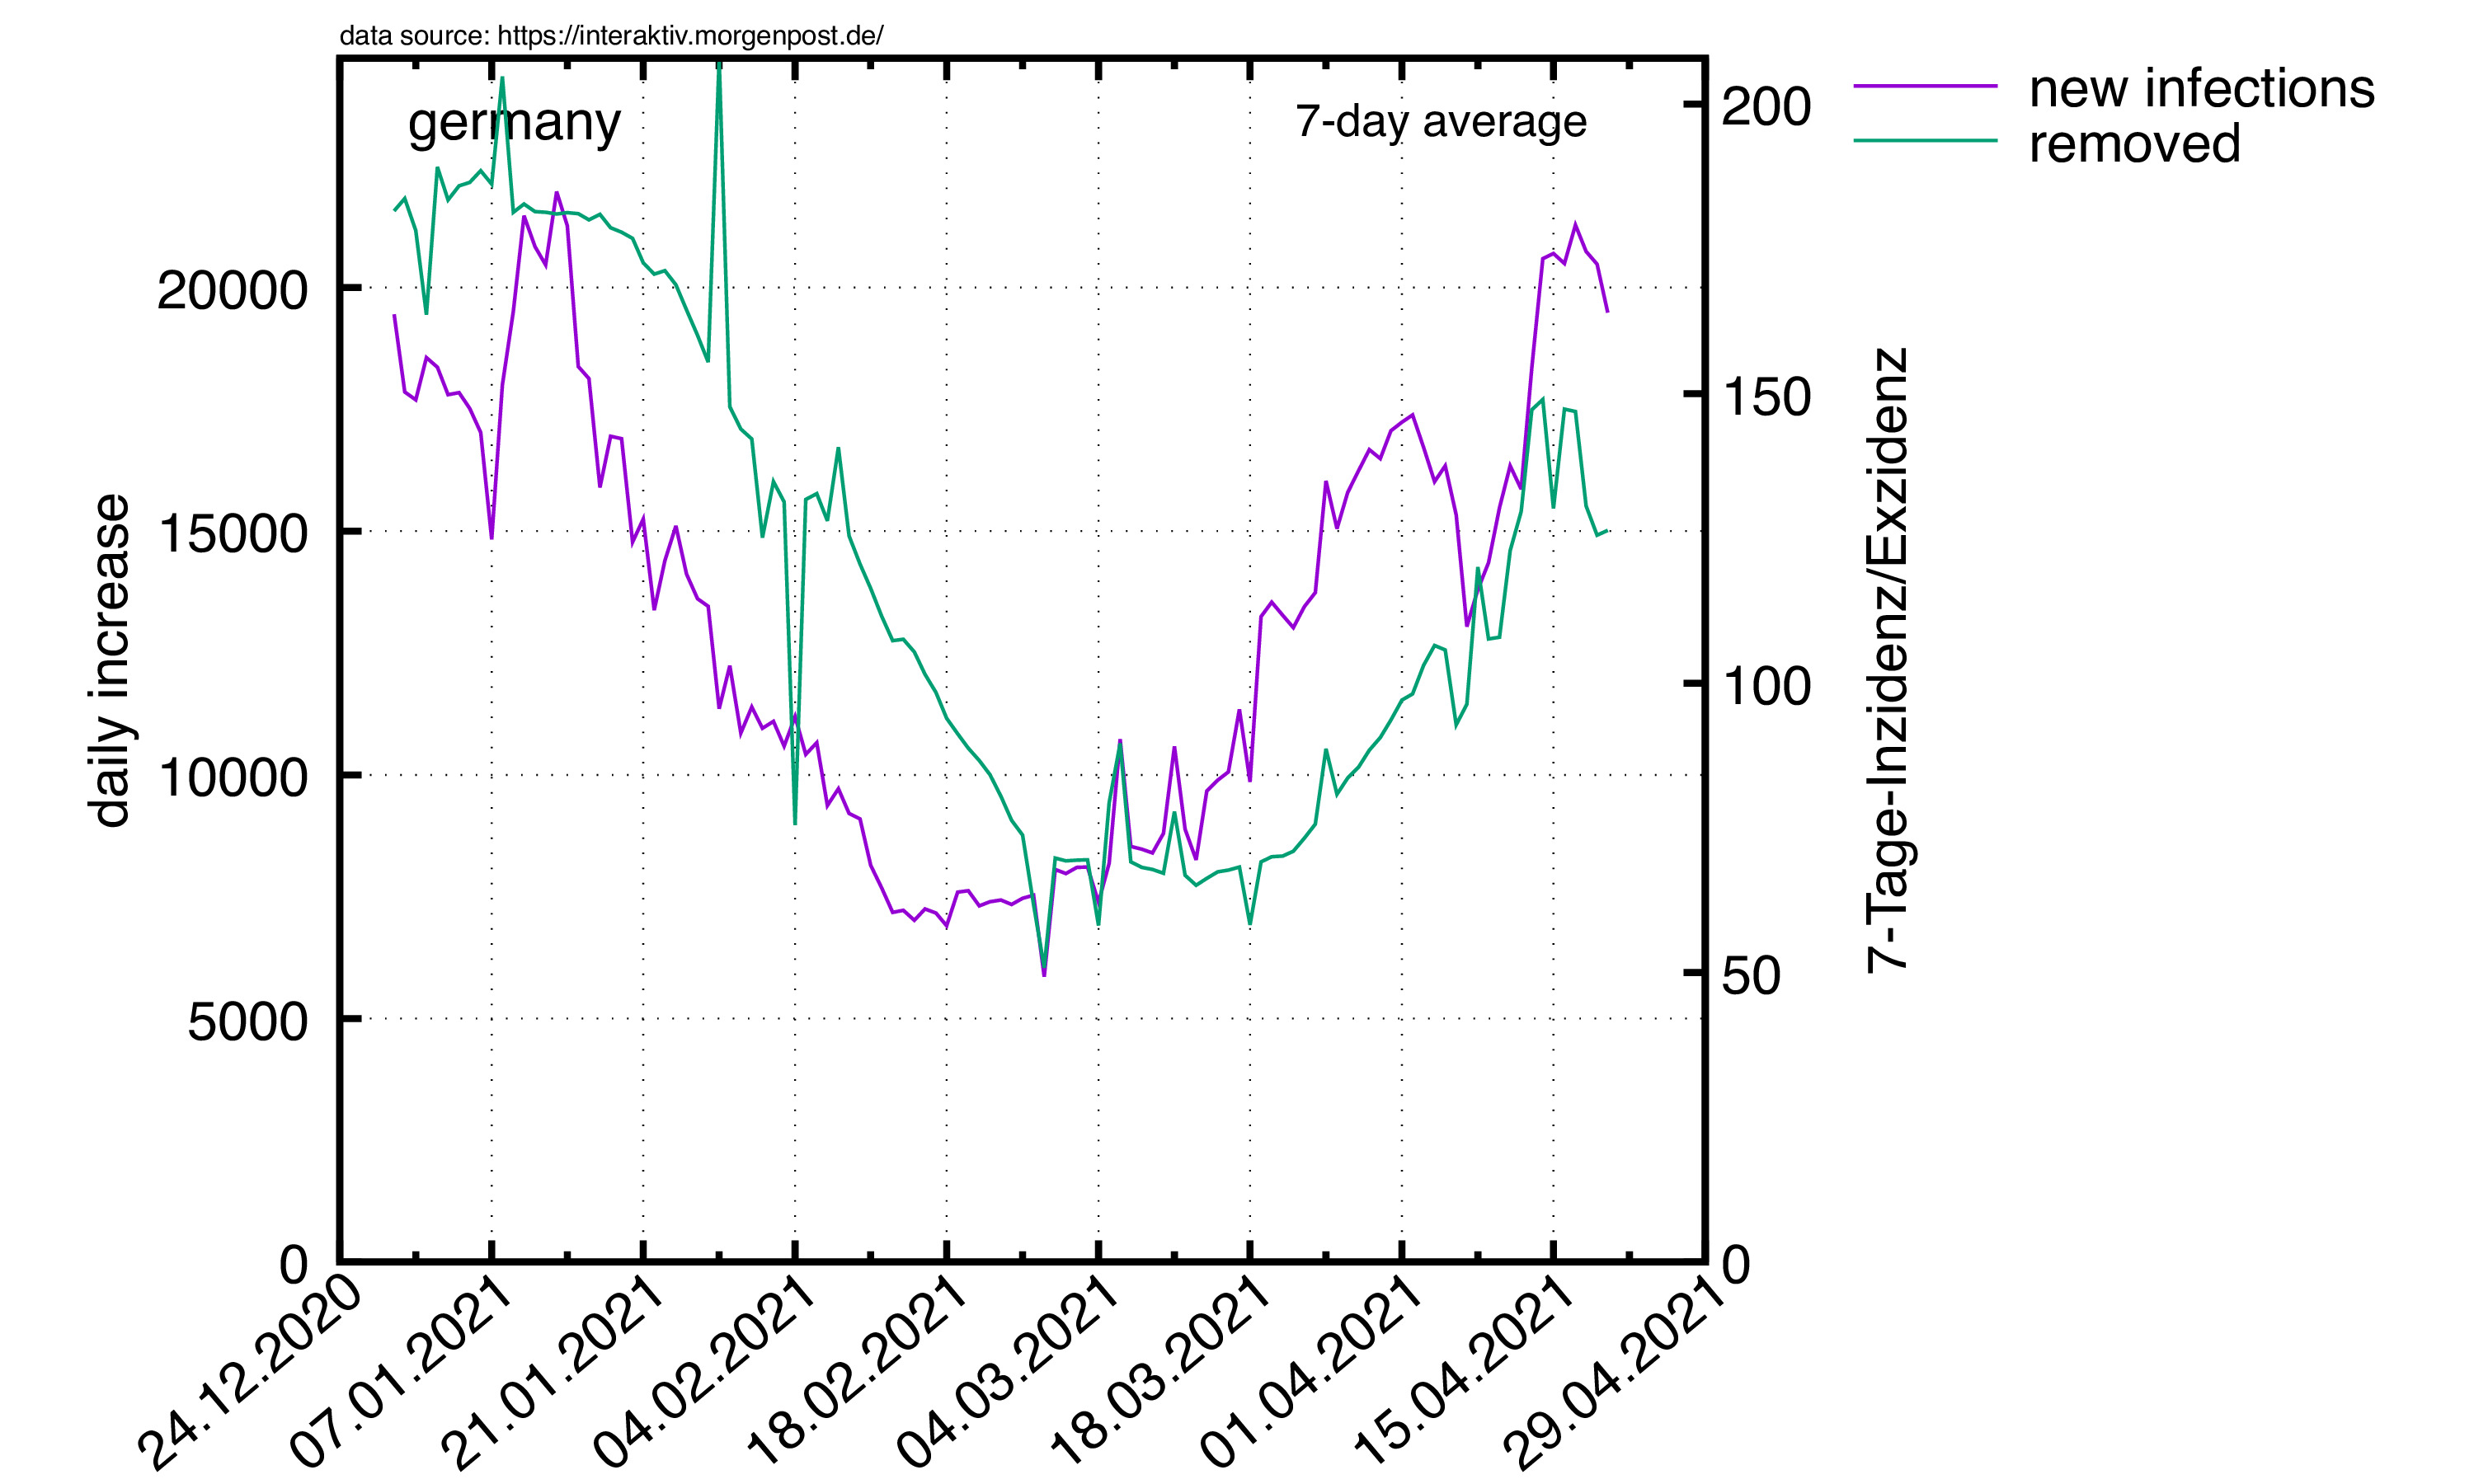 data source: https://interaktiv.morgenpost.de/
germany
7-day average
new infections
removed
daily increase
20000
15000
10000
5000
0
200
150
100
50
0
7-Tage-Inzidenz/Exzidenz
24.12.2020
07.01.2021
21.01.2021
04.02.2021
18.02.2021
04.03.2021
18.03.2021
01.04.2021
15.04.2021
29.04.2021